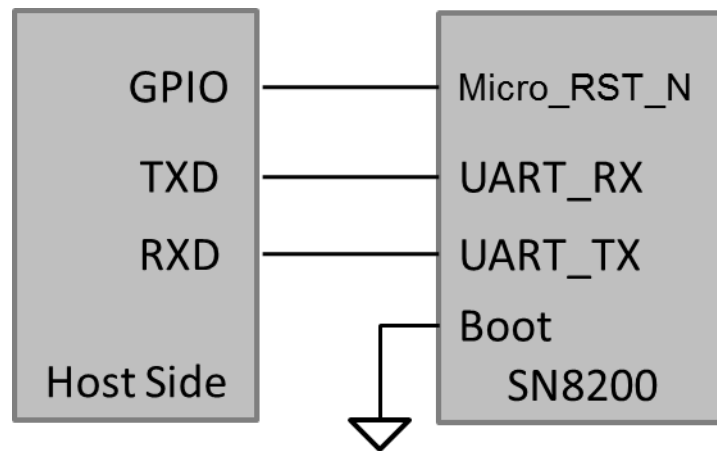 GPIO
Micro_RST_N
TXD
UART_RX
RXD
UART_TX
Boot
Host Side
SN8200